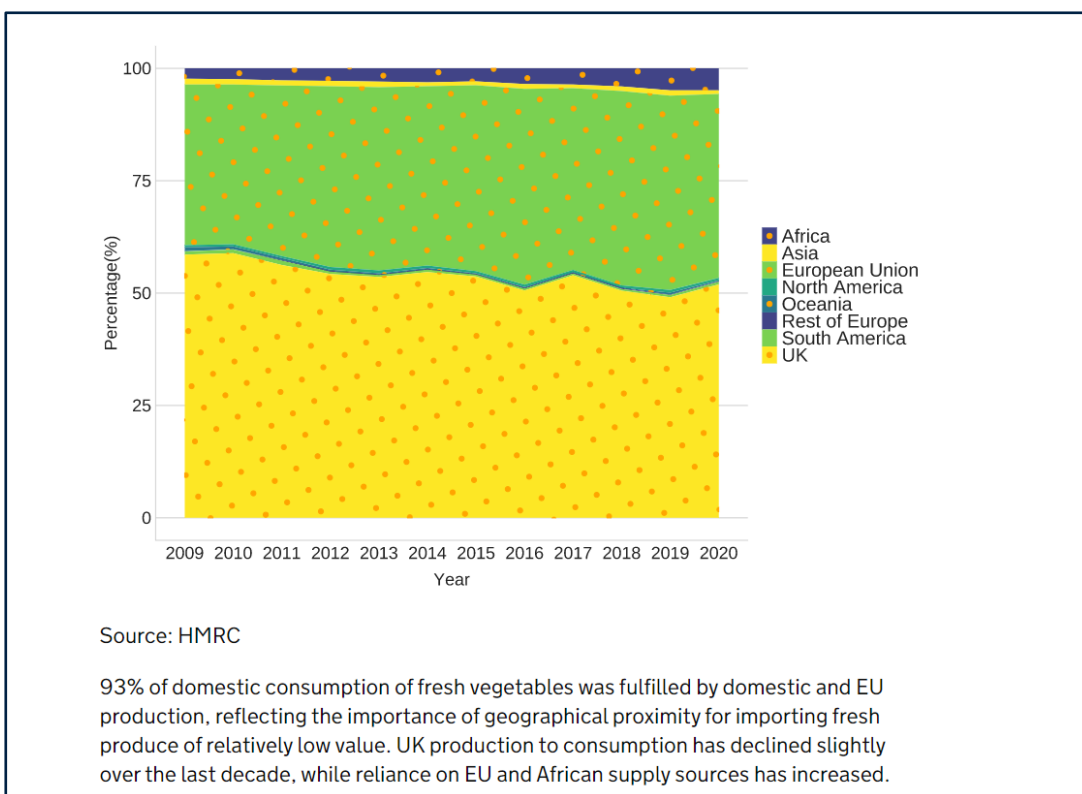 100
75
50
25
0
Percentage(%)
2009 2010 2011 2012 2013 2014 2015 2016 2017 2018 2019 2020
Year
Africa
Asia
European Union
North America
Oceania
Rest of Europe
South America
UK
Source: HMRC
93% of domestic consumption of fresh vegetables was fulfilled by domestic and EU
production, reflecting the importance of geographical proximity for importing fresh
produce of relatively low value. UK production to consumption has declined slightly
over the last decade, while reliance on EU and African supply sources has increased.